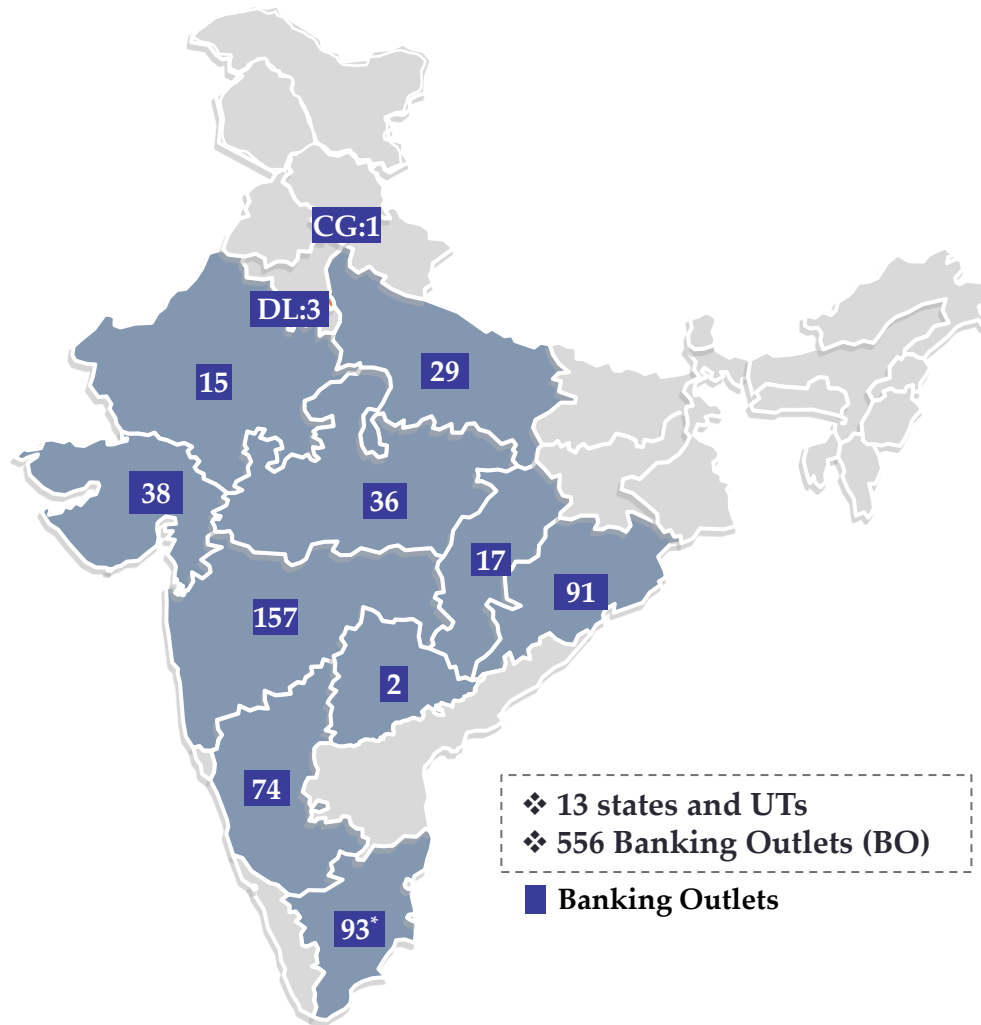 CG:1
DL:3
15
29
38
36
17
91
157
2
74
93*
❖ 13 states and UTs
❖ 556 Banking Outlets (BO)
Banking Outlets